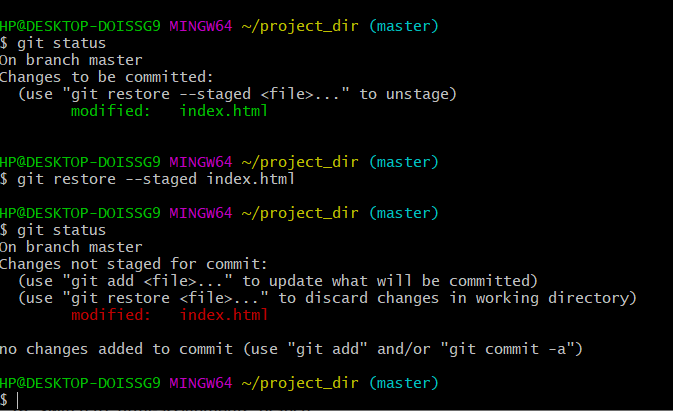 HP@DESKTOP-DOISSG9 MINGW64 ~/project_dir (master)
$ git status
On branch master
Changes to be committed:
  (use "git restore --staged <file>..." to unstage)
        modified:   index.html

HP@DESKTOP-DOISSG9 MINGW64 ~/project_dir (master)
$ git restore --staged index.html

HP@DESKTOP-DOISSG9 MINGW64 ~/project_dir (master)
$ git status
On branch master
Changes not staged for commit:
  (use "git add <file>..." to update what will be committed)
  (use "git restore <file>..." to discard changes in working directory)
        modified:   index.html

no changes added to commit (use "git add" and/or "git commit -a")

HP@DESKTOP-DOISSG9 MINGW64 ~/project_dir (master)
$